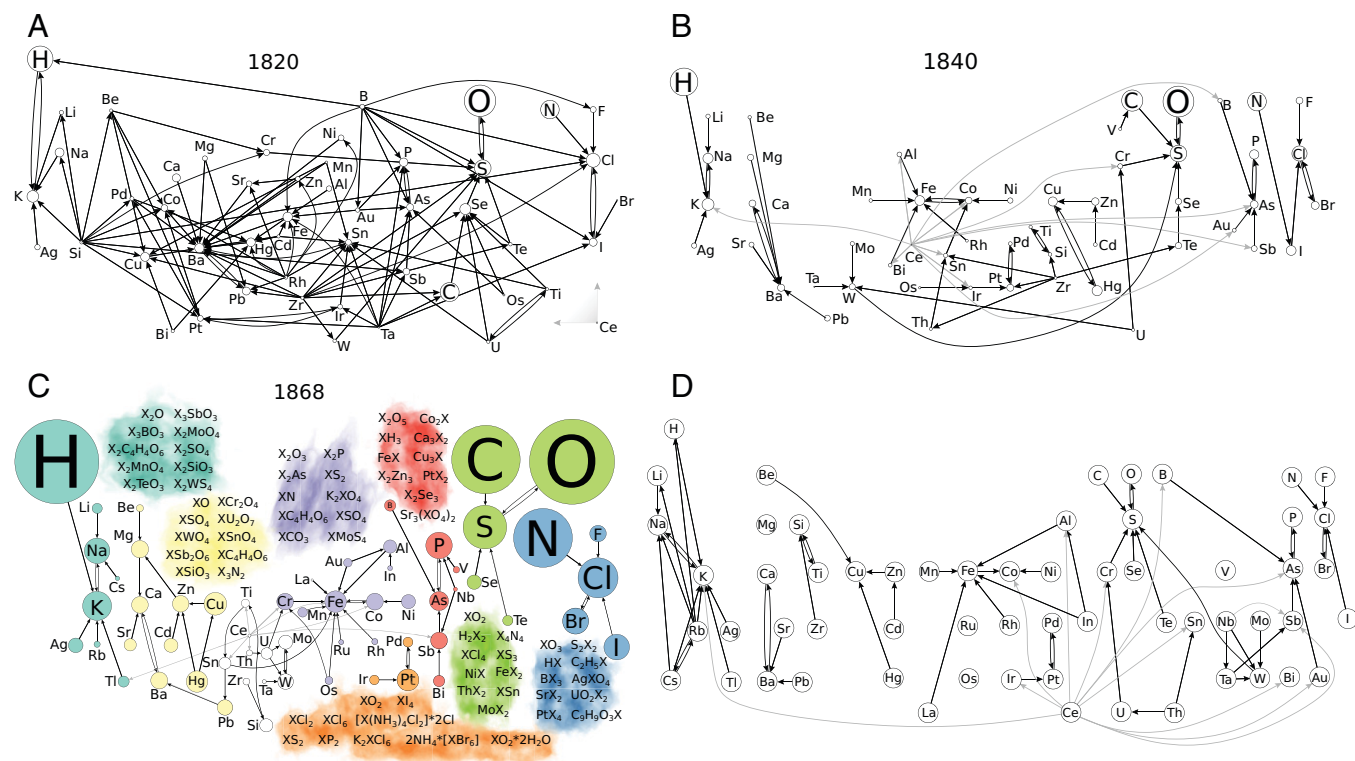 A
1820
H
B
O
N
F
Li
Be
Ni
Cr
P
S
Cl
Na
Mg
Mn
Ca
Sr
Zn
Al
K
Pd
Co
Au
As
Se
Br
Fe
Ag
Si
Cu
Ba
Hg
Cd
Sn
Te
I
Pb
Rh
Sb
C
Os
Ti
Zr
Bi
Pt
Ir
W
Ta
U
Ce
B
1840
H
C
O
B
N
F
Li
Be
V
Na
Mg
Al
Cr
S
P
Cl
K
Ca
Mn
Fe
Co
Ni
Cu
Zn
Se
As
Br
Au
Ag
Sr
Mo
Ce
Rh
Ti
Pd
Si
Cd
Te
Sb
I
Bi
Sn
Ba
Ta
W
Os
Ir
Pt
Zr
Hg
Pb
Th
U
C
1868
H
C
O
X2O X3SbO3
X3BO3 X2MoO4
X2C4H4O6 X2SO4
X2MnO4 X2SiO3
X2TeO3 X2WS4
X2O3 X2P
X2As XS2
XN K2XO4
XC4H4O6 XSO4
XCO3 XMoS4
X2O5 Co2X
XH3 Ca3X2
FeX Cu3X
X2Zn3 PtX2
X2Se3
Sr3(XO4)2
XO XCr2O4
XSO4 XU2O7
XWO4 XSnO4
XSb2O6 XC4H4O6
XSiO3 X3N2
Li
Be
B
S
N
F
Na
Mg
Au
Al
P
V
Cl
Cs
Ca
Zn
Cu
La
In
Se
Nb
K
Ti
Cr
Fe
Mn
Co
Ni
As
Te
Br
Ag
Rb
Sr
Cd
Ce
U
Mo
Ru
Rh
Pd
Sb
I
Th
Sn
Tl
Ba
Hg
Zr
Ta
W
Os
Ir
Pt
Bi
Pb
Si
XO2
H2X2 X4N4
XCl4 XS3
NiX FeX2
ThX2 XSn
MoX2
XO3 S2X2
HX C2H5X
BX3 AgXO4
SrX2 UO2X2
PtX4 C9H9O3X
XO2 XI4
XCl2 XCl6 [X(NH3)4Cl2]*2Cl
XS2 XP2 K2XCl6 2NH4*[XBr6] XO2*2H2O
D
H
Li
Be
C
O
B
N
F
Na
Mg
Si
Al
S
P
Cl
K
Ca
Ti
Cu
Zn
Mn
Fe
Co
Ni
Cr
Se
V
As
Br
Rb
Ag
Sr
Zr
Cd
Ru
Rh
Pd
In
Te
Sn
Nb
Mo
Sb
I
Cs
Tl
Ba
Pb
Hg
Os
Ir
Pt
Ta
W
Bi
Au
La
Ce
U
Th